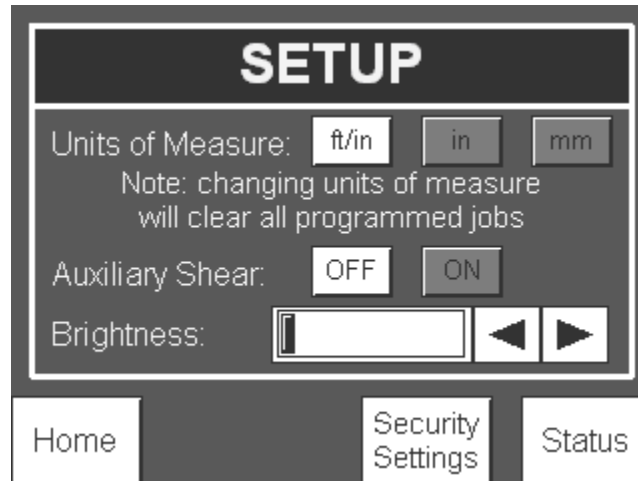 SETUP
Units of Measure: ft/in in mm
Note: changing units of measure
will clear all programmed jobs
Auxiliary Shear: OFF ON
Brightness:
Home
Security
Settings
Status